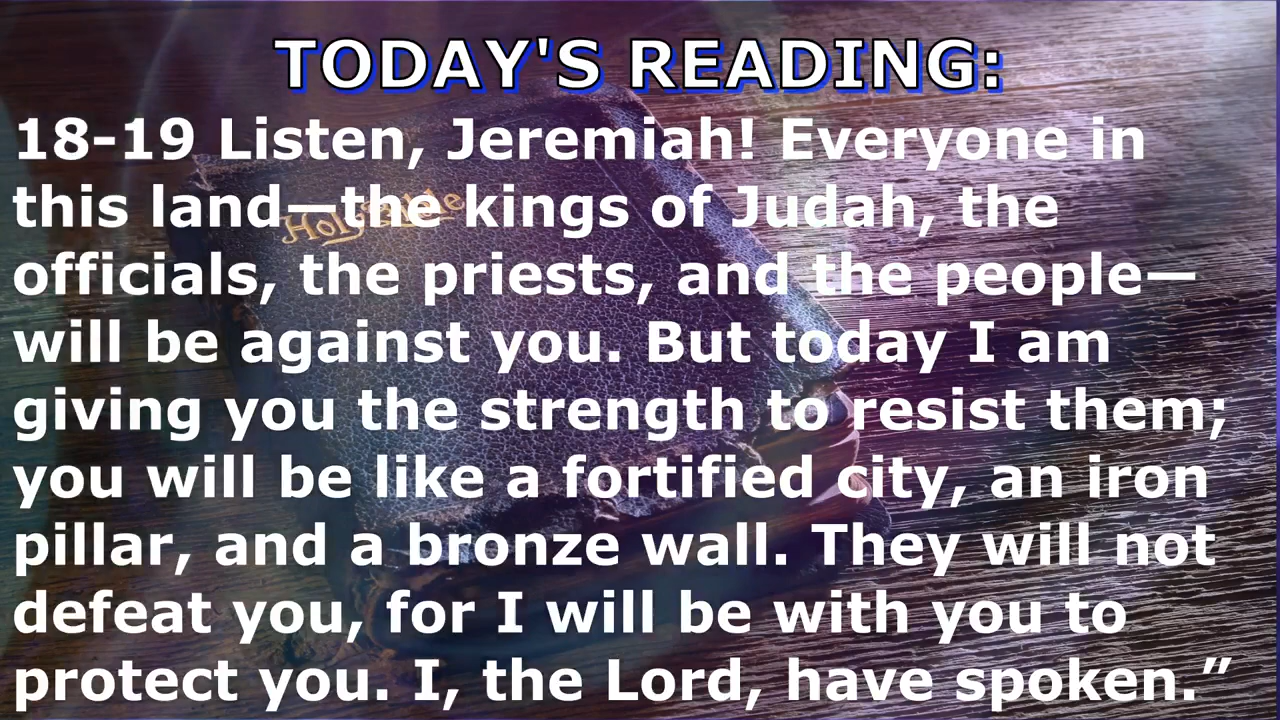 TODAY'S READING:
18-19 Listen, Jeremiah! Everyone in
this land—the kings of Judah, the
officials, the priests, and the people—
will be against you. But today I am
giving you the strength to resist them;
you will be like a fortified city, an iron
pillar, and a bronze wall. They will not
defeat you, for I will be with you to
protect you. I, the Lord, have spoken.”
Holy Bible